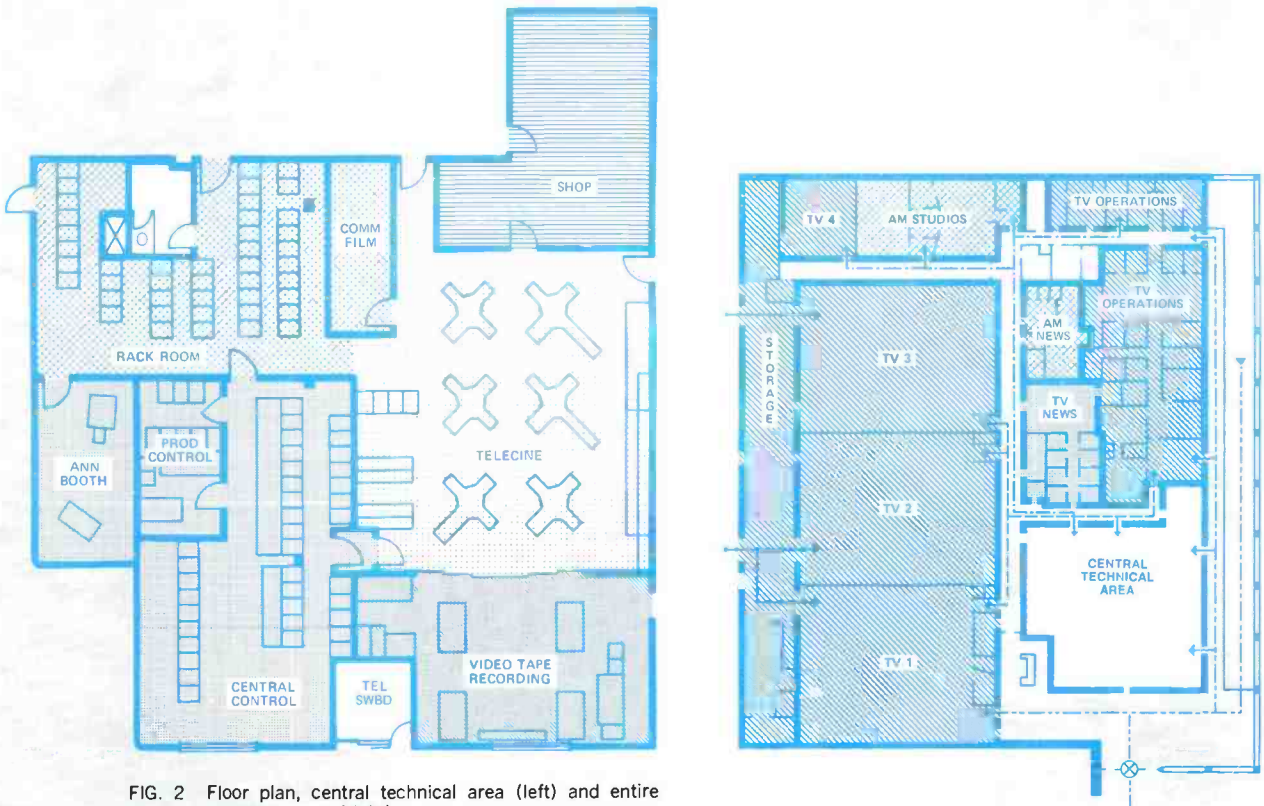 SHOP
COMM
FILM
RACK ROOM
PROD
CONTROL
ANN
BOOTH
TELECINE
CENTRAL
CONTROL
TEL
SWBD
VIDEO TAPE
RECORDING
TV 4
AM STUDIOS
TV OPERATIONS
TV
OPERATIONS
AM
NEWS
TV 3
STORAGE
TV
NEWS
TV 2
CENTRAL
TECHNICAL
AREA
TV 1
FIG. 2 Floor plan, central technical area (left) and entire